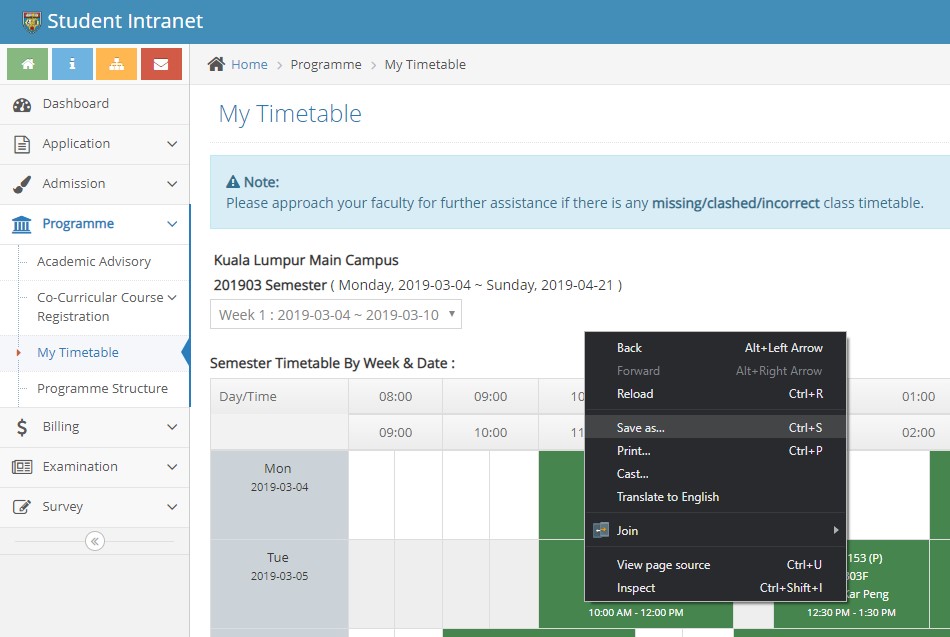 Student Intranet
Home > Programme > My Timetable
Dashboard
Application
Admission
Programme
Academic Advisory
Co-Curricular Course
Registration
My Timetable
Programme Structure
Billing
Examination
Survey
My Timetable
Note:
Please approach your faculty for further assistance if there is any missing/clashed/incorrect class timetable.
Kuala Lumpur Main Campus
201903 Semester ( Monday, 2019-03-04 ~ Sunday, 2019-04-21 )
Week 1 : 2019-03-04 ~ 2019-03-10
Semester Timetable By Week & Date :
Day/Time 08:00 09:00 10 01:00
09:00 10:00 11 02:00
Mon
2019-03-04
Tue
2019-03-05
153 (P)
303F
Kar Peng
10:00 AM - 12:00 PM 12:30 PM - 1:30 PM
Back Alt+Left Arrow
Forward Alt+Right Arrow
Reload Ctrl+R
Save as... Ctrl+S
Print... Ctrl+P
Cast...
Translate to English
Join
View page source Ctrl+U
Inspect Ctrl+Shift+I